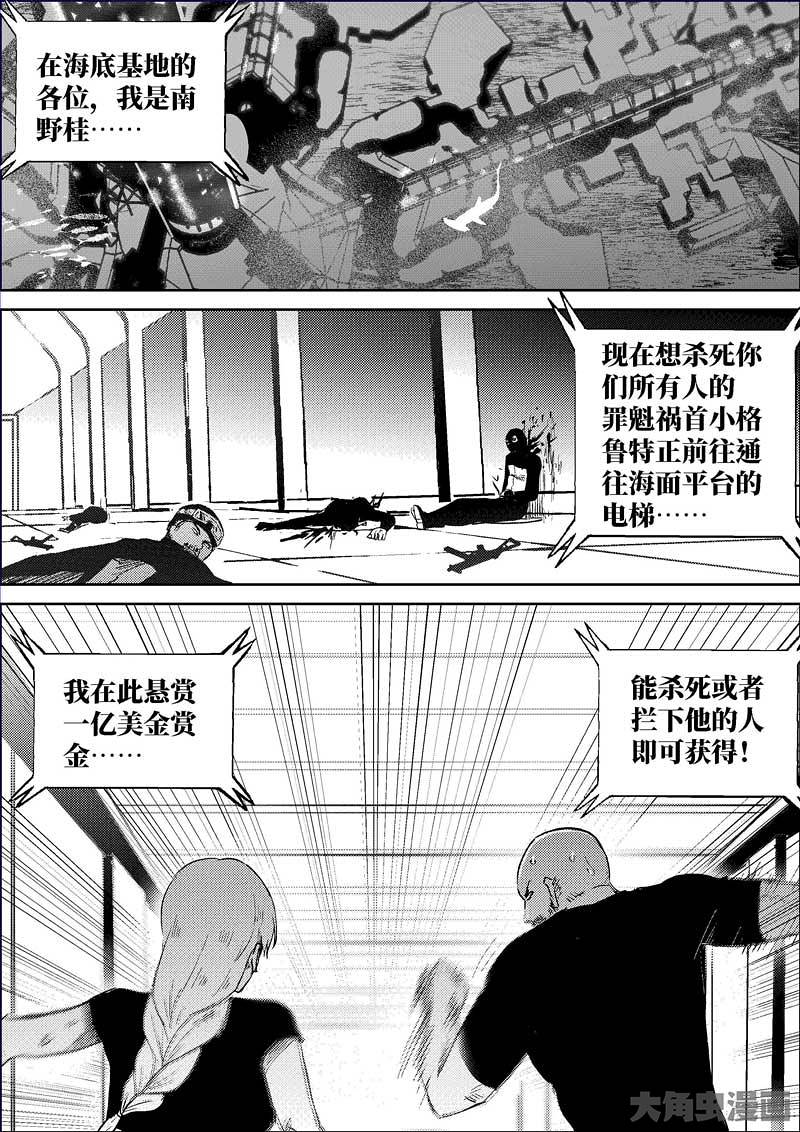 在海底基地的
各位，我是南
野桂……
现在想杀死你
们所有人的
罪魁祸首小格
鲁特正前往通
往海面平台的
电梯……
我在此悬赏
一亿美金赏
金……
能杀死或者
拦下他的人
即可获得！
大角虫漫画